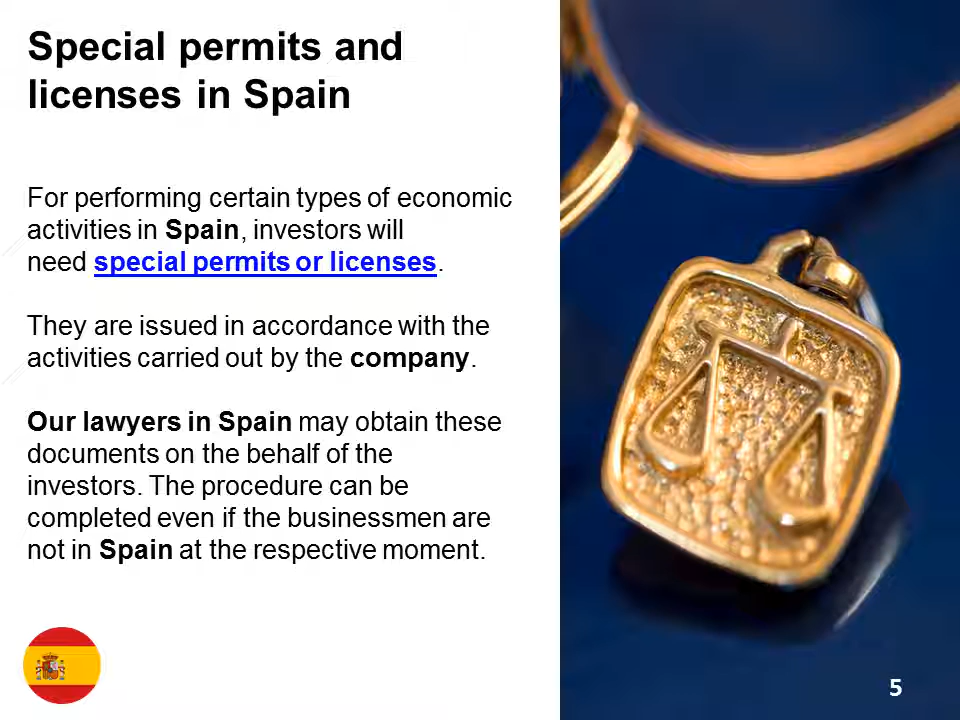 Special permits and
licenses in Spain
For performing certain types of economic
activities in Spain, investors will
need special permits or licenses.
They are issued in accordance with the
activities carried out by the company.
Our lawyers in Spain may obtain these
documents on the behalf of the
investors. The procedure can be
completed even if the businessmen are
not in Spain at the respective moment.
5